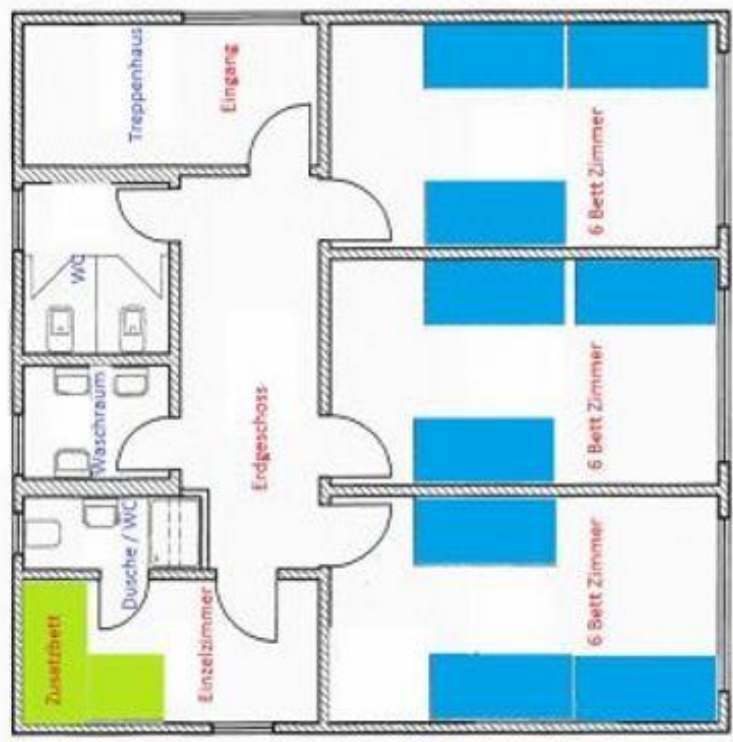 Treppenhaus
Eingang
6 Bett Zimmer
WC
Waschraum
Erdgeschoss
6 Bett Zimmer
Dusche / WC
Zusatzbett
Einzelzimmer
6 Bett Zimmer